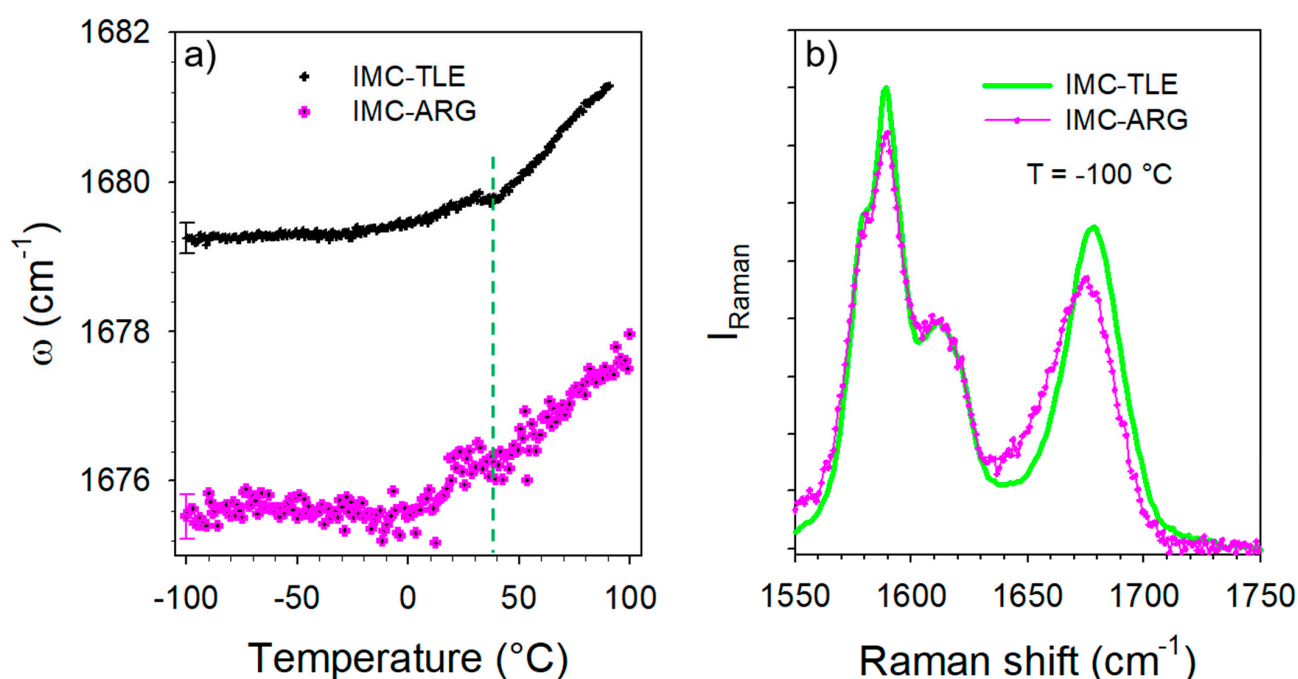 a)
IMC-TLE
IMC-ARG
1682
1680
1678
1676
ω (cm⁻¹)
-100 -50 0 50 100
Temperature (°C)
b)
IMC-TLE
IMC-ARG
T = -100 °C
I_Raman
1550 1600 1650 1700 1750
Raman shift (cm⁻¹)